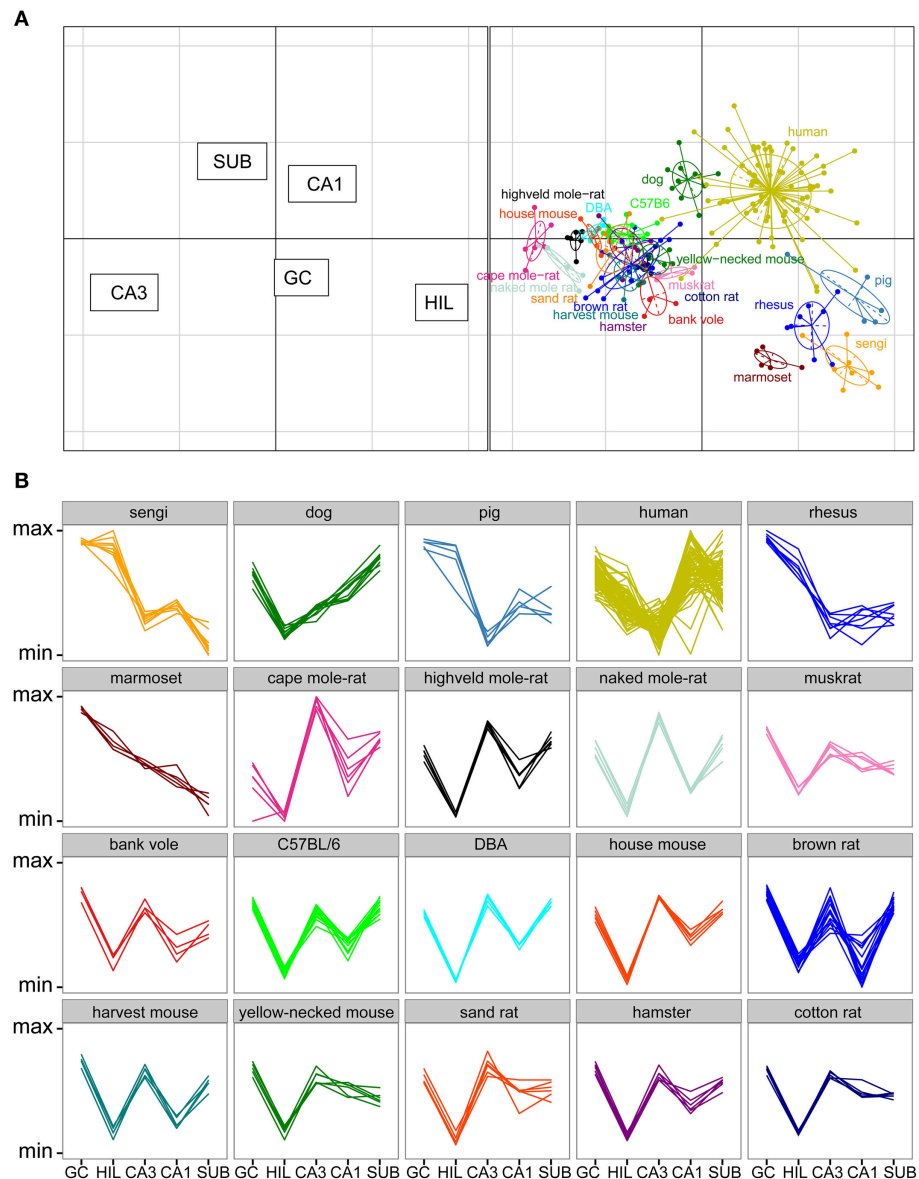 A
human
dog
highveld mole-rat
DBA
C57B6
house mouse
SUB
CA1
cape mole-rat
naked mole rat
yellow-necked mouse
muskrat
pig
GC
CA3
HIL
sand rat
brown rat
cotton rat
rhesus
harvest mouse
bank vole
hamster
sengi
marmoset
B
sengi dog pig human rhesus
max
min
marmoset cape mole-rat highveld mole-rat naked mole-rat muskrat
max
min
bank vole C57BL/6 DBA house mouse brown rat
max
min
harvest mouse yellow-necked mouse sand rat hamster cotton rat
max
min
GC HIL CA3 CA1 SUB GC HIL CA3 CA1 SUB GC HIL CA3 CA1 SUB GC HIL CA3 CA1 SUB GC HIL CA3 CA1 SUB